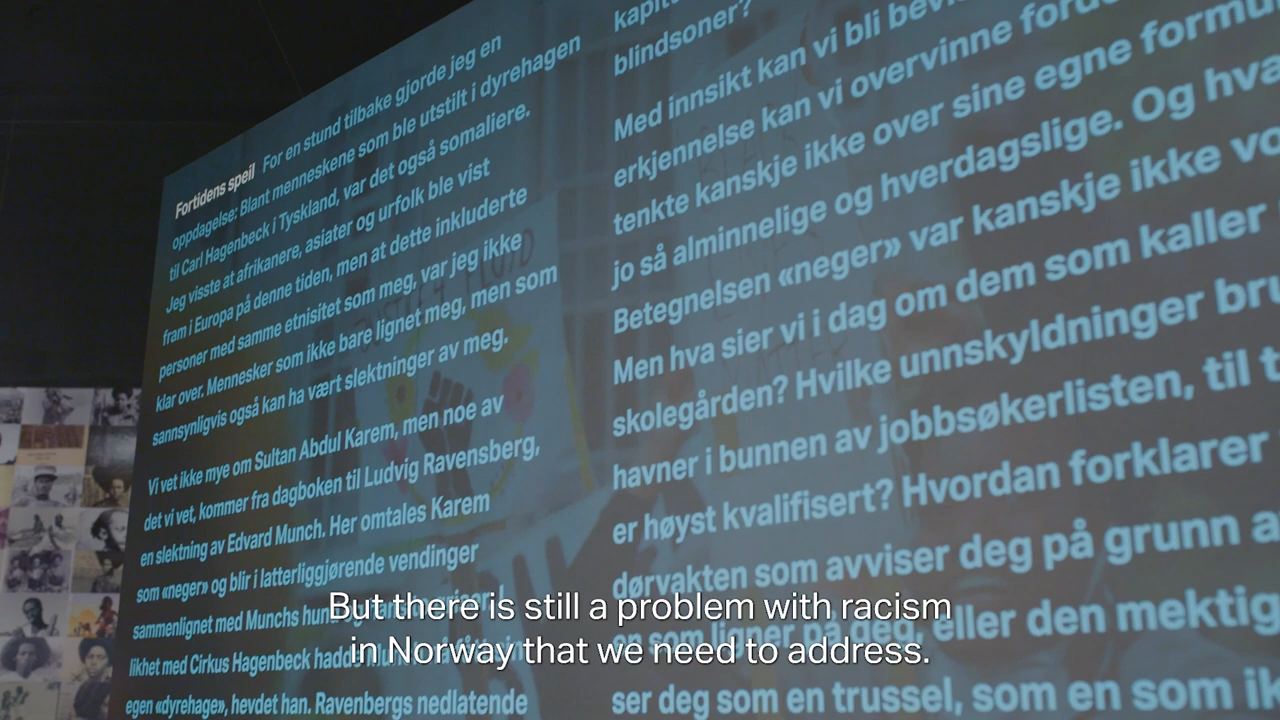 Fortidens speil For en stund tilbake gjorde jeg en
oppdagelse: Blant menneskene som ble utstilt i dyrehagen
til Carl Hagenbeck i Tyskland, var det også somaliere.
Jeg visste at afrikanere, asiater og urfolk ble vist
fram i Europa på denne tiden, men at dette inkluderte
personer med samme etnisitet som meg, var jeg ikke
klar over. Mennesker som ikke bare lignet meg, men som
sannsynligvis også kan ha vært slektninger av meg.
Vi vet ikke mye om Sultan Abdul Karem, men noe av
det vi vet, kommer fra dagboken til Ludvig Ravensberg,
en slektning av Edvard Munch. Her omtales Karem
som «neger» og blir i latterliggjørende vendinger
sammenlignet med Munchs
likhet med Cirkus Hagenbeck
egen «dyrehage», hevdet han. Ravenbergs nedlatende
blindsoner?
Med innsikt kan vi bli
erkjennelse kan vi overvinne
tenkte kanskje ikke over sine egne
jo så alminnelige og hverdagslige. Og hva
Betegnelsen «neger» var kanskje ikke
Men hva sier vi i dag om dem som kaller
skolegården? Hvilke unnskyldninger
havner i bunnen av jobbsøkerlisten, til
er høyst kvalifisert? Hvordan forklarer
dørvakten som avviser deg på grunn
en som ligner på deg, eller den
ser deg som en trussel, som en som
But there is still a problem with racism
in Norway that we need to address.